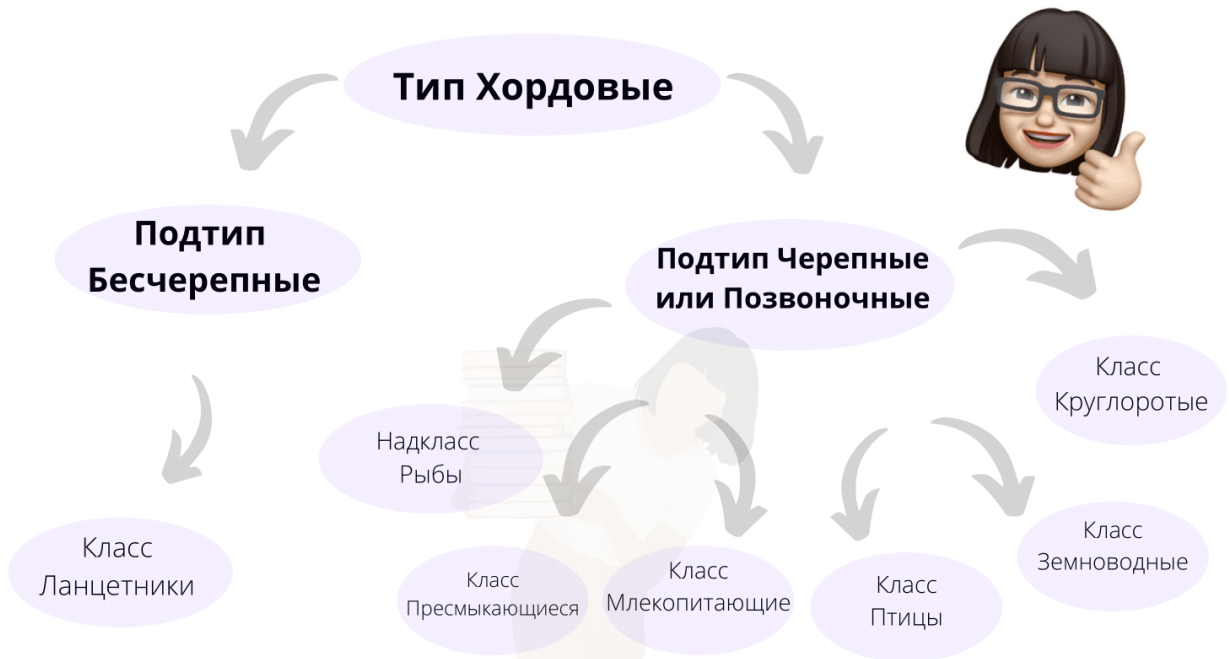 Тип Хордовые
Подтип
Бесчерепные
Подтип Черепные
или Позвоночные
Класс
Круглоротые
Надкласс
Рыбы
Класс
Ланцетники
Класс
Пресмыкающиеся
Класс
Млекопитающие
Класс
Птицы
Класс
Земноводные